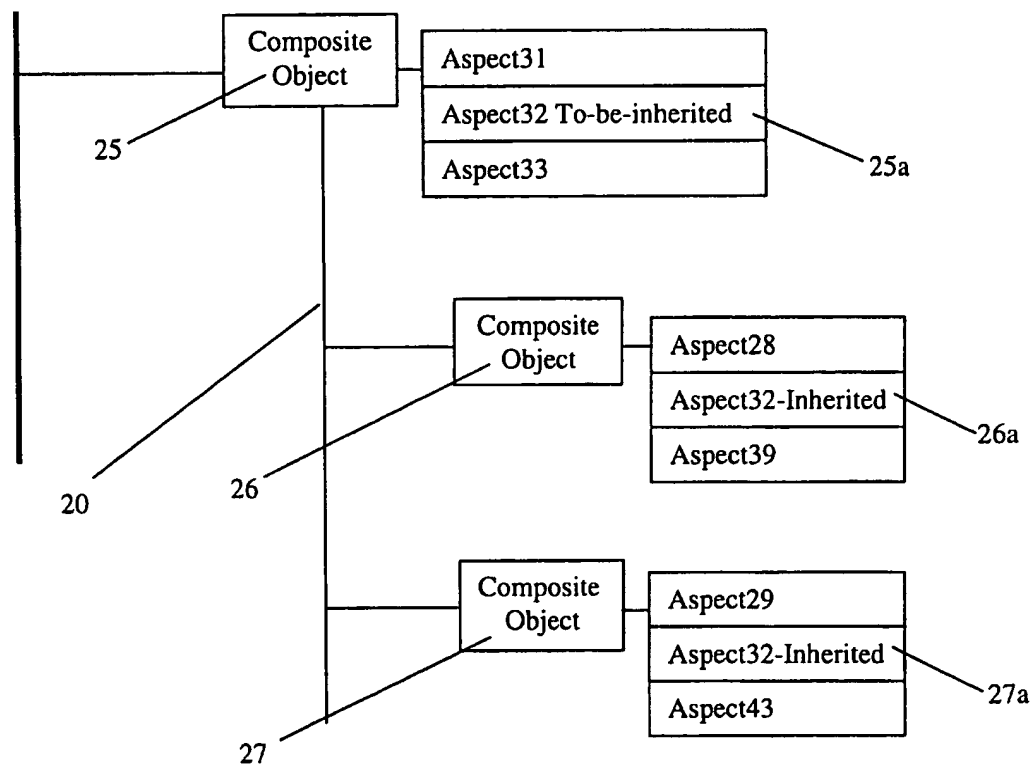 Composite
Object
Aspect31
Aspect32 To-be-inherited
Aspect33
25
25a
Composite
Object
Aspect28
Aspect32-Inherited
Aspect39
26a
20
26
Composite
Object
Aspect29
Aspect32-Inherited
Aspect43
27a
27